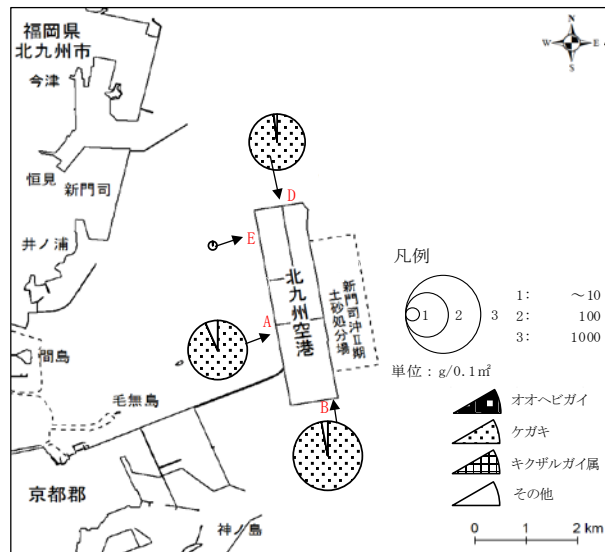 福岡県
北九州市
今津
恒見
新門司
井ノ浦
間島
毛無島
京都郡
神ノ島
N
W
E
S
D
E
A
B
北九州空港
新門司沖Ⅱ期
土砂処分場
凡例
1
2
3
1: ～10
2: 100
3: 1000
単位：g/0.1㎡
オオヘビガイ
ケガキ
キクザルガイ属
その他
0
1
2 km